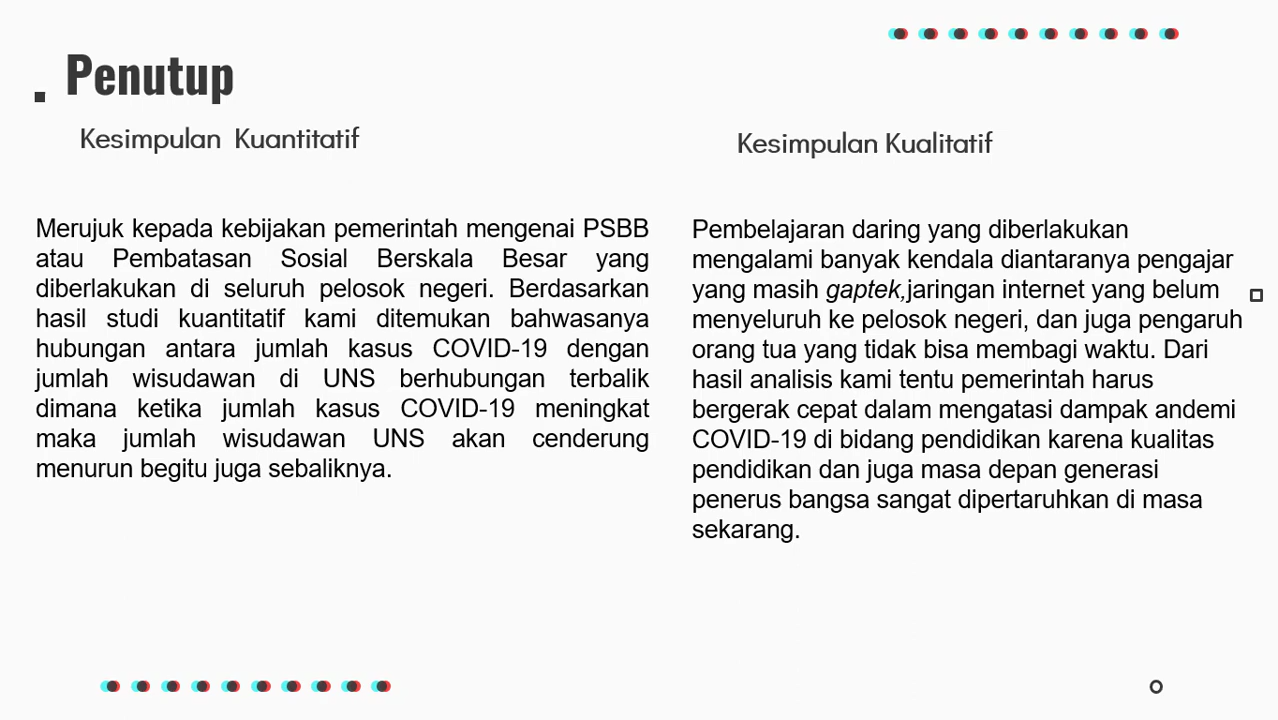 Penutup
Kesimpulan Kuantitatif
Merujuk kepada kebijakan pemerintah mengenai PSBB
atau Pembatasan Sosial Berskala Besar yang
diberlakukan di seluruh pelosok negeri. Berdasarkan
hasil studi kuantitatif kami ditemukan bahwasanya
hubungan antara jumlah kasus COVID-19 dengan
jumlah wisudawan di UNS berhubungan terbalik
dimana ketika jumlah kasus COVID-19 meningkat
maka jumlah wisudawan UNS akan cenderung
menurun begitu juga sebaliknya.
Kesimpulan Kualitatif
Pembelajaran daring yang diberlakukan
mengalami banyak kendala diantaranya pengajar
yang masih gaptek,jaringan internet yang belum
menyeluruh ke pelosok negeri, dan juga pengaruh
orang tua yang tidak bisa membagi waktu. Dari
hasil analisis kami tentu pemerintah harus
bergerak cepat dalam mengatasi dampak andemi
COVID-19 di bidang pendidikan karena kualitas
pendidikan dan juga masa depan generasi
penerus bangsa sangat dipertaruhkan di masa
sekarang.